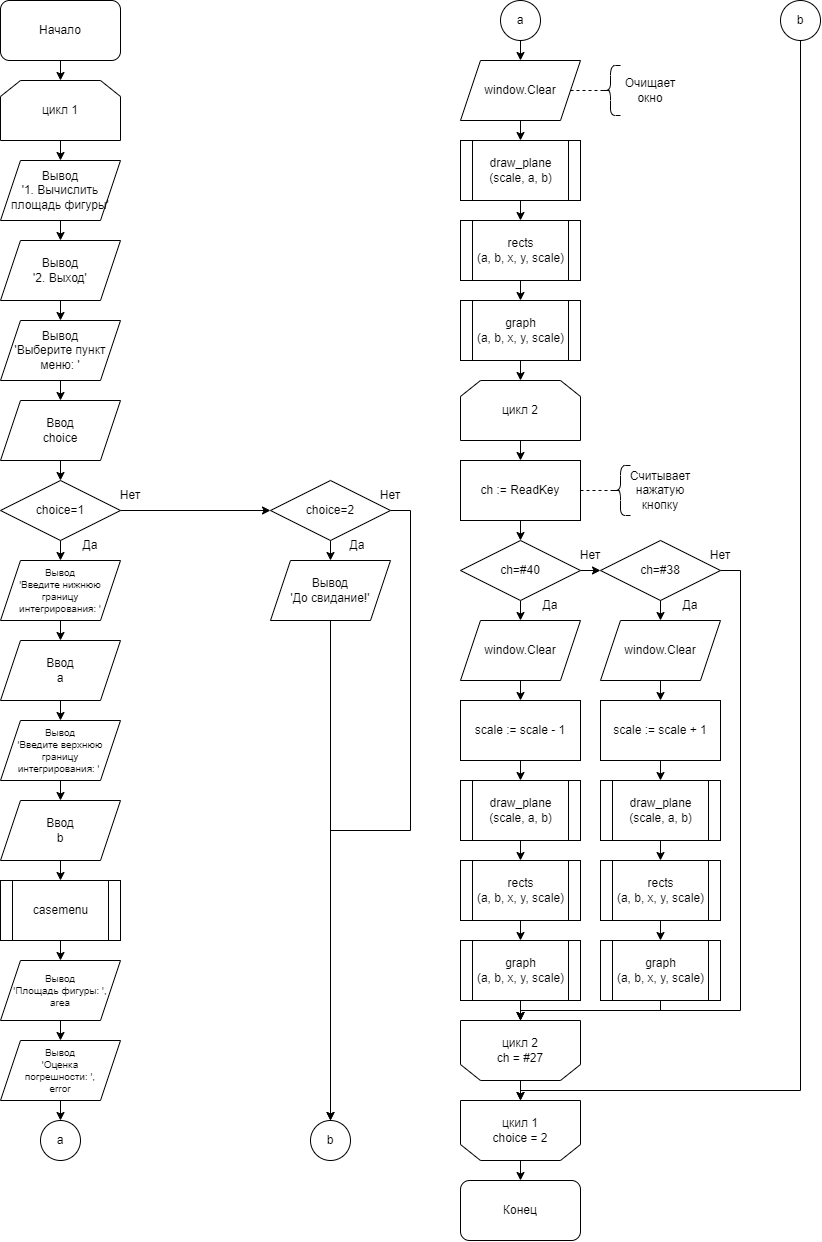 Начало
цикл 1
Вывод
'1. Вычислить
площадь фигуры'
Вывод
'2. Выход'
Вывод
'Выберите пункт
меню: '
Ввод
choice
choice=1
Нет
Да
choice=2
Нет
Да
Вывод
'До свидание!'
Вывод
'Введите нижнюю
границу
интегрирования: '
Ввод
a
Вывод
'Введите верхнюю
границу
интегрирования: '
Ввод
b
casemenu
Вывод
'Площадь фигуры: ',
area
Вывод
'Оценка
погрешности: ',
error
a
b
a
b
window.Clear
Очищает
окно
draw_plane
(scale, a, b)
rects
(a, b, x, y, scale)
graph
(a, b, x, y, scale)
цикл 2
ch := ReadKey
Считывает
нажатую
кнопку
ch=#40
Нет
Да
ch=#38
Нет
Да
window.Clear
scale := scale - 1
draw_plane
(scale, a, b)
rects
(a, b, x, y, scale)
graph
(a, b, x, y, scale)
window.Clear
scale := scale + 1
draw_plane
(scale, a, b)
rects
(a, b, x, y, scale)
graph
(a, b, x, y, scale)
цикл 2
ch = #27
цкил 1
choice = 2
Конец